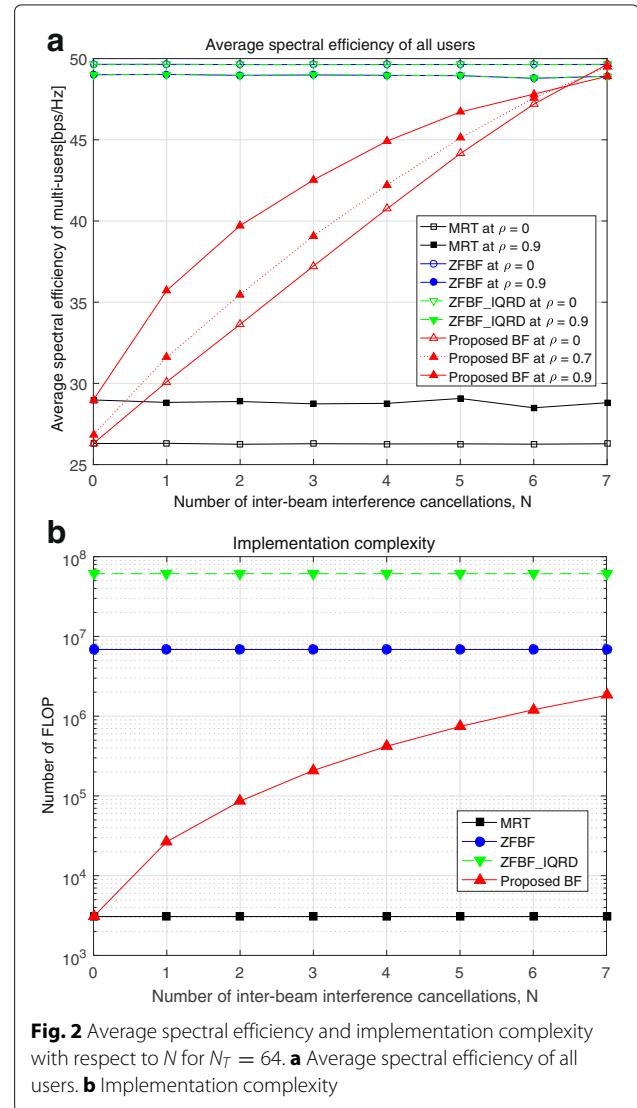 a
Average spectral efficiency of all users
Average spectral efficiency of multi-users[bps/Hz]
50
45
40
35
30
25
MRT at ρ = 0
MRT at ρ = 0.9
ZFBF at ρ = 0
ZFBF at ρ = 0.9
ZFBF_IQRD at ρ = 0
ZFBF_IQRD at ρ = 0.9
Proposed BF at ρ = 0
Proposed BF at ρ = 0.7
Proposed BF at ρ = 0.9
0 1 2 3 4 5 6 7
Number of inter-beam interference cancellations, N
b
Implementation complexity
Number of FLOP
10^8
10^7
10^6
10^5
10^4
10^3
MRT
ZFBF
ZFBF_IQRD
Proposed BF
0 1 2 3 4 5 6 7
Number of inter-beam interference cancellations, N
Fig. 2 Average spectral efficiency and implementation complexity
with respect to N for N_T = 64. a Average spectral efficiency of all
users. b Implementation complexity